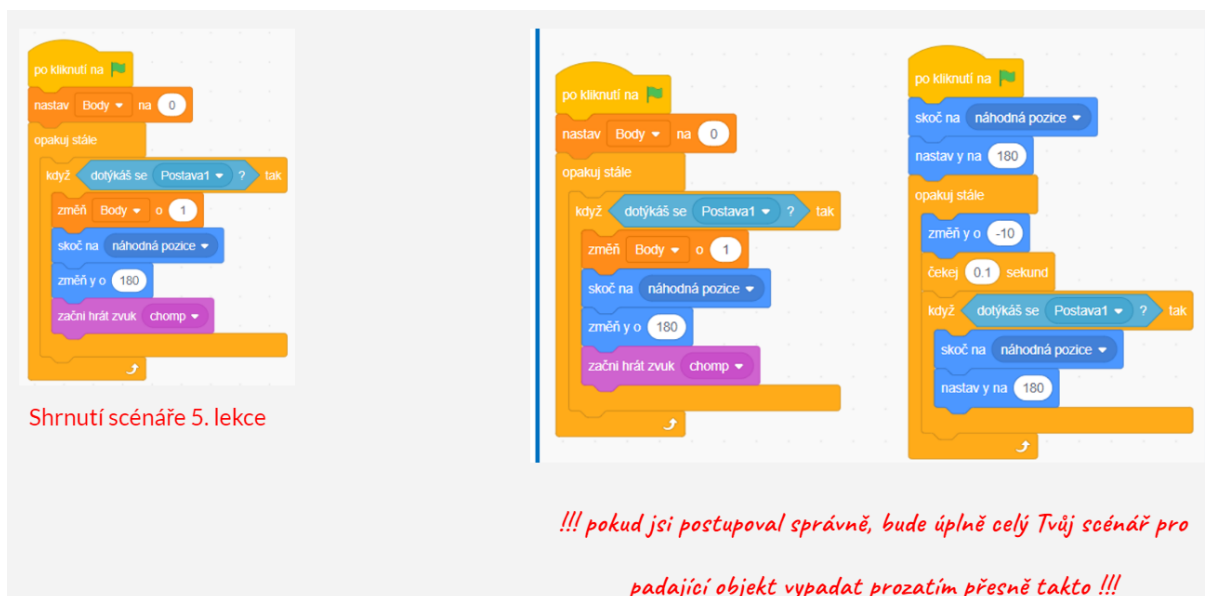 po kliknutí na
nastav Body na 0
opakuj stále
když dotýkáš se Postava1 ? tak
změň Body o 1
skoč na náhodná pozice
změň y o 180
začni hrát zvuk chomp
Shrnutí scénáře 5. lekce
po kliknutí na
nastav Body na 0
opakuj stále
když dotýkáš se Postava1 ? tak
změň Body o 1
skoč na náhodná pozice
změň y o 180
začni hrát zvuk chomp
po kliknutí na
skoč na náhodná pozice
nastav y na 180
opakuj stále
změň y o -10
čekej 0.1 sekund
když dotýkáš se Postava1 ? tak
skoč na náhodná pozice
nastav y na 180
!!! pokud jsi postupoval správně, bude úplně celý Tvůj scénář pro
padající objekt vypadat prozatím přesně takto !!!